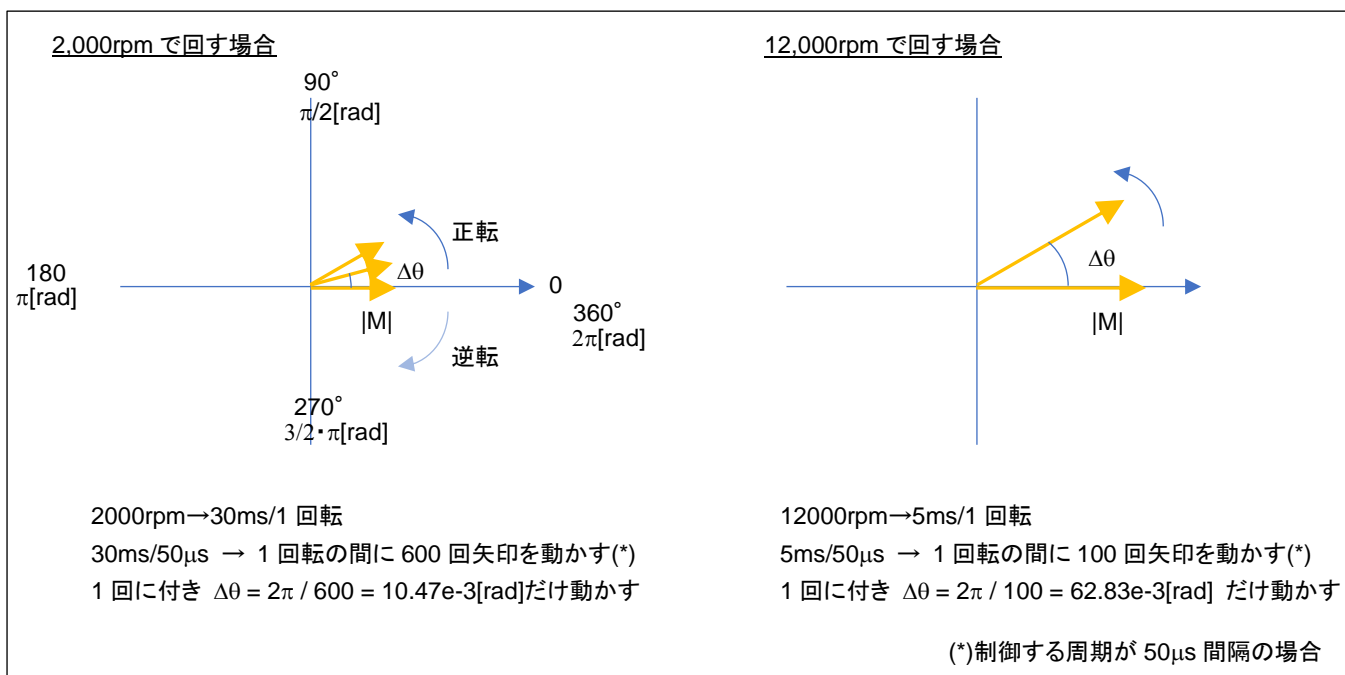 2,000rpm で回す場合
90°
π/2[rad]
正転
Δθ
180
π[rad]
0
360°
2π[rad]
|M|
逆転
270°
3/2・π[rad]
2000rpm→30ms/1 回転
30ms/50μs → 1 回転の間に 600 回矢印を動かす(*)
1 回に付き Δθ = 2π / 600 = 10.47e-3[rad]だけ動かす
12,000rpm で回す場合
Δθ
|M|
12000rpm→5ms/1 回転
5ms/50μs → 1 回転の間に 100 回矢印を動かす(*)
1 回に付き Δθ = 2π / 100 = 62.83e-3[rad] だけ動かす
(*)制御する周期が 50μs 間隔の場合